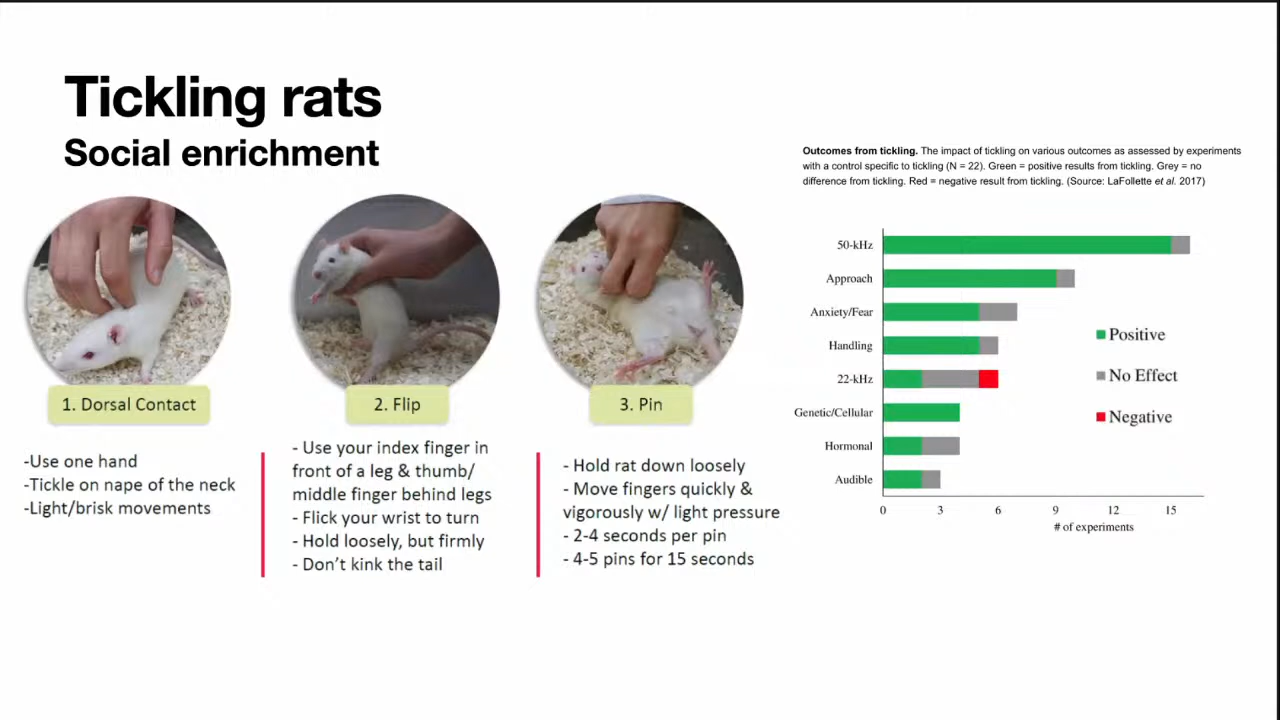 Tickling rats
Social enrichment
Outcomes from tickling. The impact of tickling on various outcomes as assessed by experiments
with a control specific to tickling (N = 22). Green = positive results from tickling. Grey = no
difference from tickling. Red = negative result from tickling. (Source: LaFollette et al. 2017)
1. Dorsal Contact
-Use one hand
-Tickle on nape of the neck
-Light/brisk movements
2. Flip
- Use your index finger in
front of a leg & thumb/
middle finger behind legs
- Flick your wrist to turn
- Hold loosely, but firmly
- Don't kink the tail
3. Pin
- Hold rat down loosely
- Move fingers quickly &
vigorously w/ light pressure
- 2-4 seconds per pin
- 4-5 pins for 15 seconds
50-kHz
Approach
Anxiety/Fear
Handling
22-kHz
Genetic/Cellular
Hormonal
Audible
0 3 6 9 12 15
# of experiments
Positive
No Effect
Negative